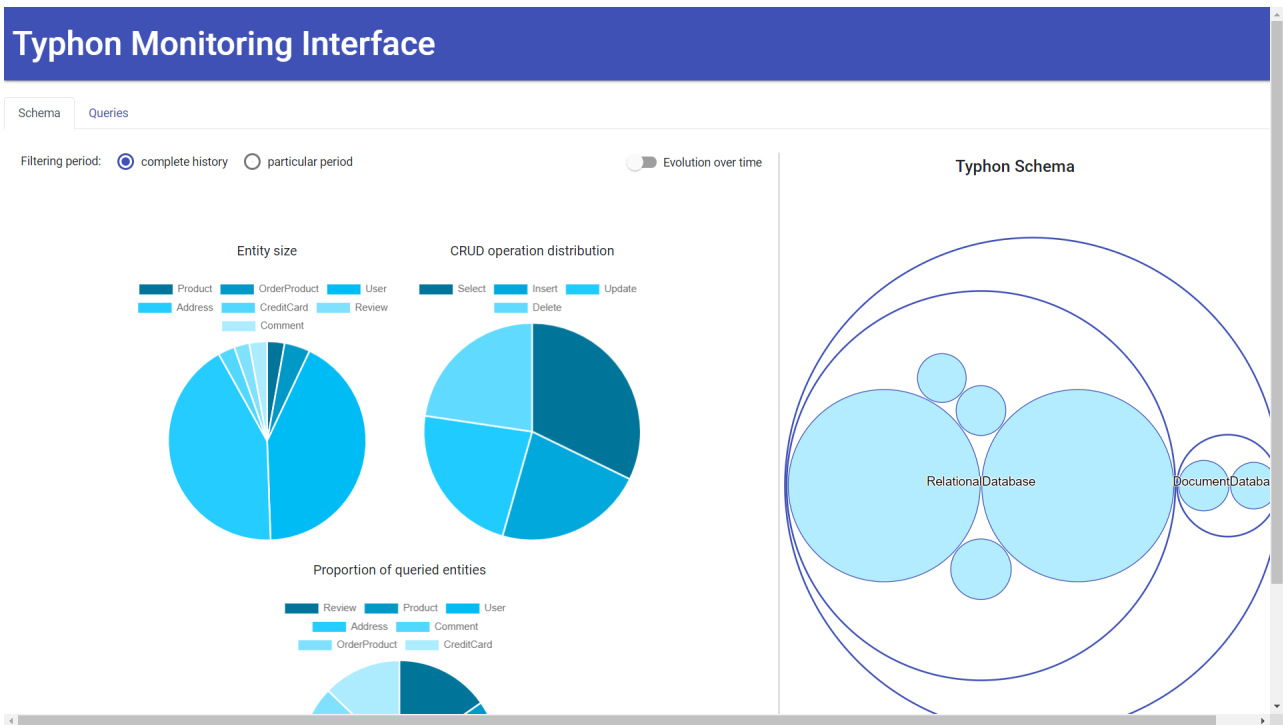 Typhon Monitoring Interface
Schema Queries
Filtering period: complete history particular period Evolution over time
Typhon Schema
Entity size
CRUD operation distribution
Product OrderProduct User
Address CreditCard Review
Comment
Select Insert Update
Delete
RelationalDatabase
DocumentDataba
Proportion of queried entities
Review Product User
Address Comment
OrderProduct CreditCard